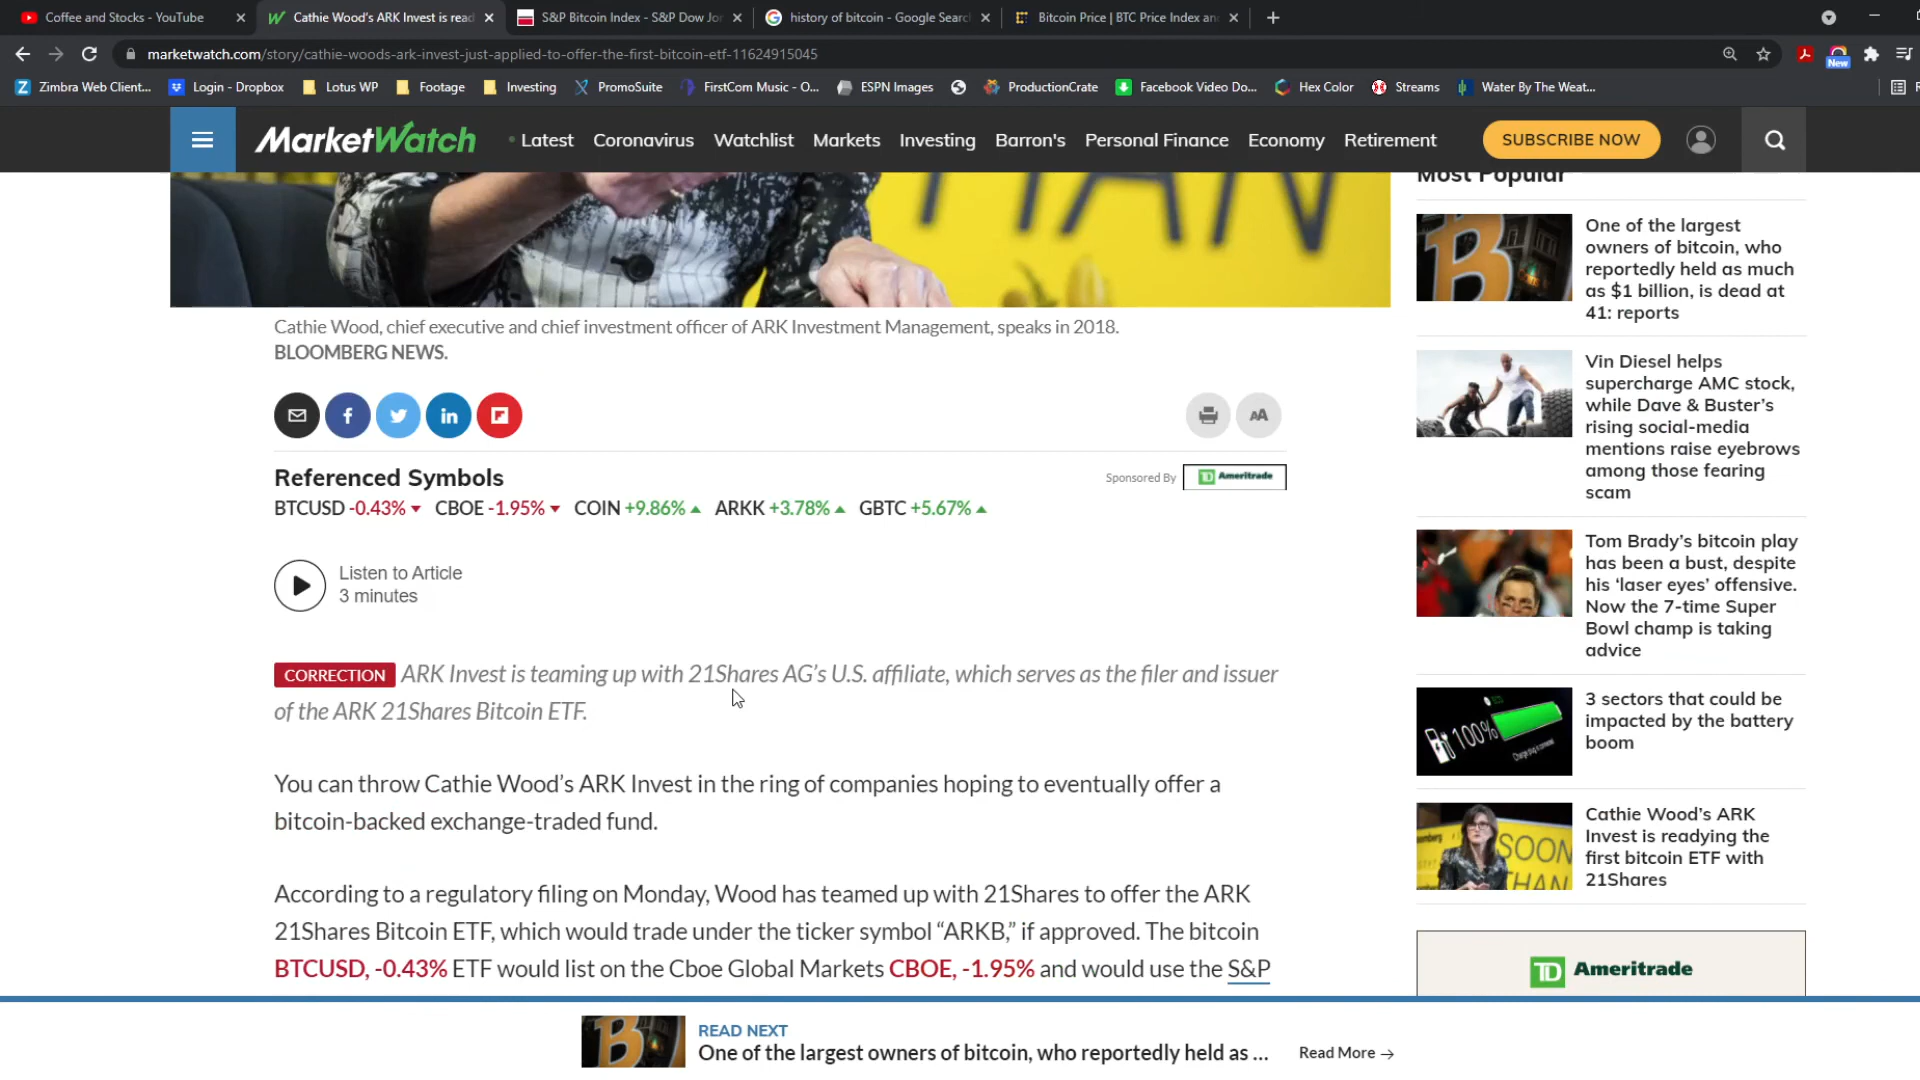 Coffee and Stocks - YouTube
Cathie Wood's ARK Invest is read
S&P Bitcoin Index - S&P Dow Jon
history of bitcoin - Google Search
Bitcoin Price | BTC Price Index an
marketwatch.com/story/cathie-woods-ark-invest-just-applied-to-offer-the-first-bitcoin-etf-11624915045
New
Zimbra Web Client...
Login - Dropbox
Lotus WP
Footage
Investing
PromoSuite
FirstCom Music - O...
ESPN Images
ProductionCrate
Facebook Video Do...
Hex Color
Streams
Water By The Weat...
MarketWatch
Latest
Coronavirus
Watchlist
Markets
Investing
Barron's
Personal Finance
Economy
Retirement
SUBSCRIBE NOW
HAN
Cathie Wood, chief executive and chief investment officer of ARK Investment Management, speaks in 2018.
BLOOMBERG NEWS.
AA
Referenced Symbols
Sponsored By
TD Ameritrade
BTCUSD -0.43% CBOE -1.95% COIN +9.86% ARKK +3.78% GBTC +5.67%
Listen to Article
3 minutes
CORRECTION ARK Invest is teaming up with 21Shares AG's U.S. affiliate, which serves as the filer and issuer
of the ARK 21Shares Bitcoin ETF.
You can throw Cathie Wood's ARK Invest in the ring of companies hoping to eventually offer a
bitcoin-backed exchange-traded fund.
According to a regulatory filing on Monday, Wood has teamed up with 21Shares to offer the ARK
21Shares Bitcoin ETF, which would trade under the ticker symbol “ARKB,” if approved. The bitcoin
BTCUSD, -0.43% ETF would list on the Cboe Global Markets CBOE, -1.95% and would use the S&P
Most Popular
One of the largest
owners of bitcoin, who
reportedly held as much
as $1 billion, is dead at
41: reports
Vin Diesel helps
supercharge AMC stock,
while Dave & Buster's
rising social-media
mentions raise eyebrows
among those fearing
scam
Tom Brady's bitcoin play
has been a bust, despite
his ‘laser eyes’ offensive.
Now the 7-time Super
Bowl champ is taking
advice
100%
3 sectors that could be
impacted by the battery
boom
SOON
HAN
Cathie Wood's ARK
Invest is readying the
first bitcoin ETF with
21Shares
TD Ameritrade
READ NEXT
One of the largest owners of bitcoin, who reportedly held as ...
Read More →